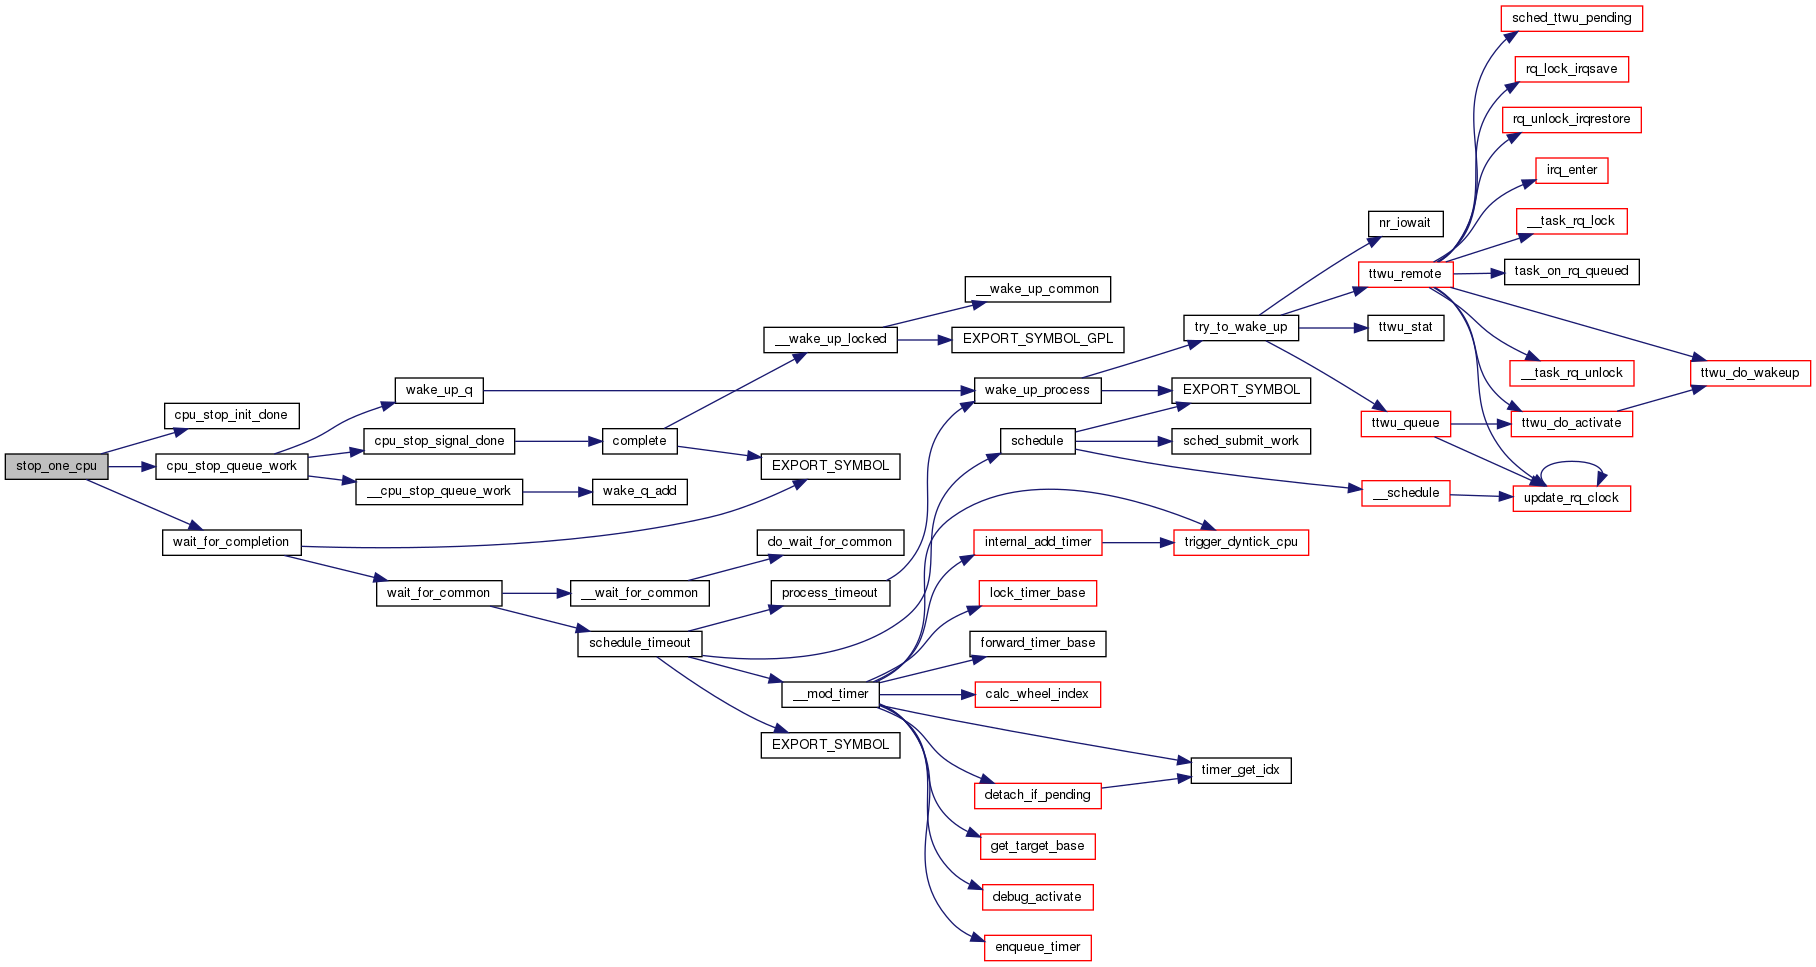 sched_ttwu_pending
rq_lock_irqsave
rq_unlock_irqrestore
irq_enter
__task_rq_lock
nr_iowait
ttwu_remote
task_on_rq_queued
__wake_up_common
try_to_wake_up
ttwu_stat
__wake_up_locked
EXPORT_SYMBOL_GPL
__task_rq_unlock
ttwu_do_wakeup
wake_up_q
wake_up_process
EXPORT_SYMBOL
cpu_stop_init_done
ttwu_queue
ttwu_do_activate
cpu_stop_signal_done
complete
schedule
sched_submit_work
stop_one_cpu
cpu_stop_queue_work
EXPORT_SYMBOL
__cpu_stop_queue_work
wake_q_add
__schedule
update_rq_clock
wait_for_completion
do_wait_for_common
internal_add_timer
trigger_dyntick_cpu
wait_for_common
__wait_for_common
process_timeout
lock_timer_base
schedule_timeout
forward_timer_base
__mod_timer
calc_wheel_index
EXPORT_SYMBOL
timer_get_idx
detach_if_pending
get_target_base
debug_activate
enqueue_timer